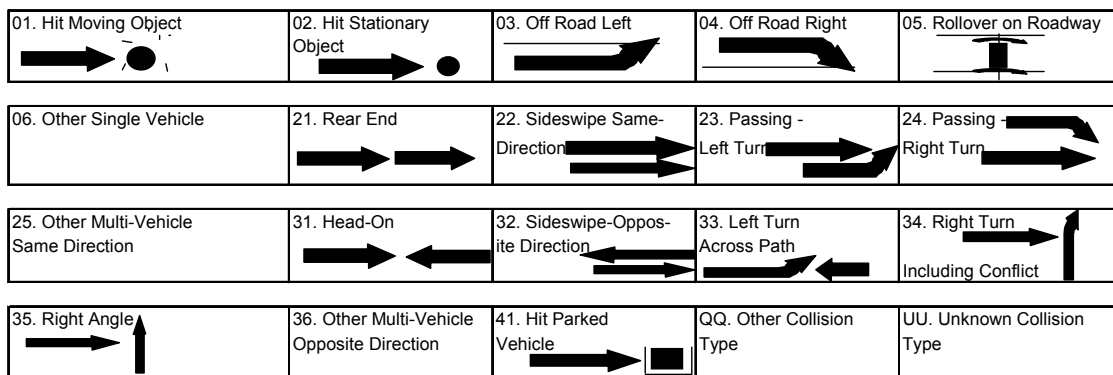 01. Hit Moving Object
02. Hit Stationary
Object
03. Off Road Left
04. Off Road Right
05. Rollover on Roadway
06. Other Single Vehicle
21. Rear End
22. Sideswipe Same-
Direction
23. Passing -
Left Turn
24. Passing -
Right Turn
25. Other Multi-Vehicle
Same Direction
31. Head-On
32. Sideswipe-Oppos-
ite Direction
33. Left Turn
Across Path
34. Right Turn
Including Conflict
35. Right Angle
36. Other Multi-Vehicle
Opposite Direction
41. Hit Parked
Vehicle
QQ. Other Collision
Type
UU. Unknown Collision
Type